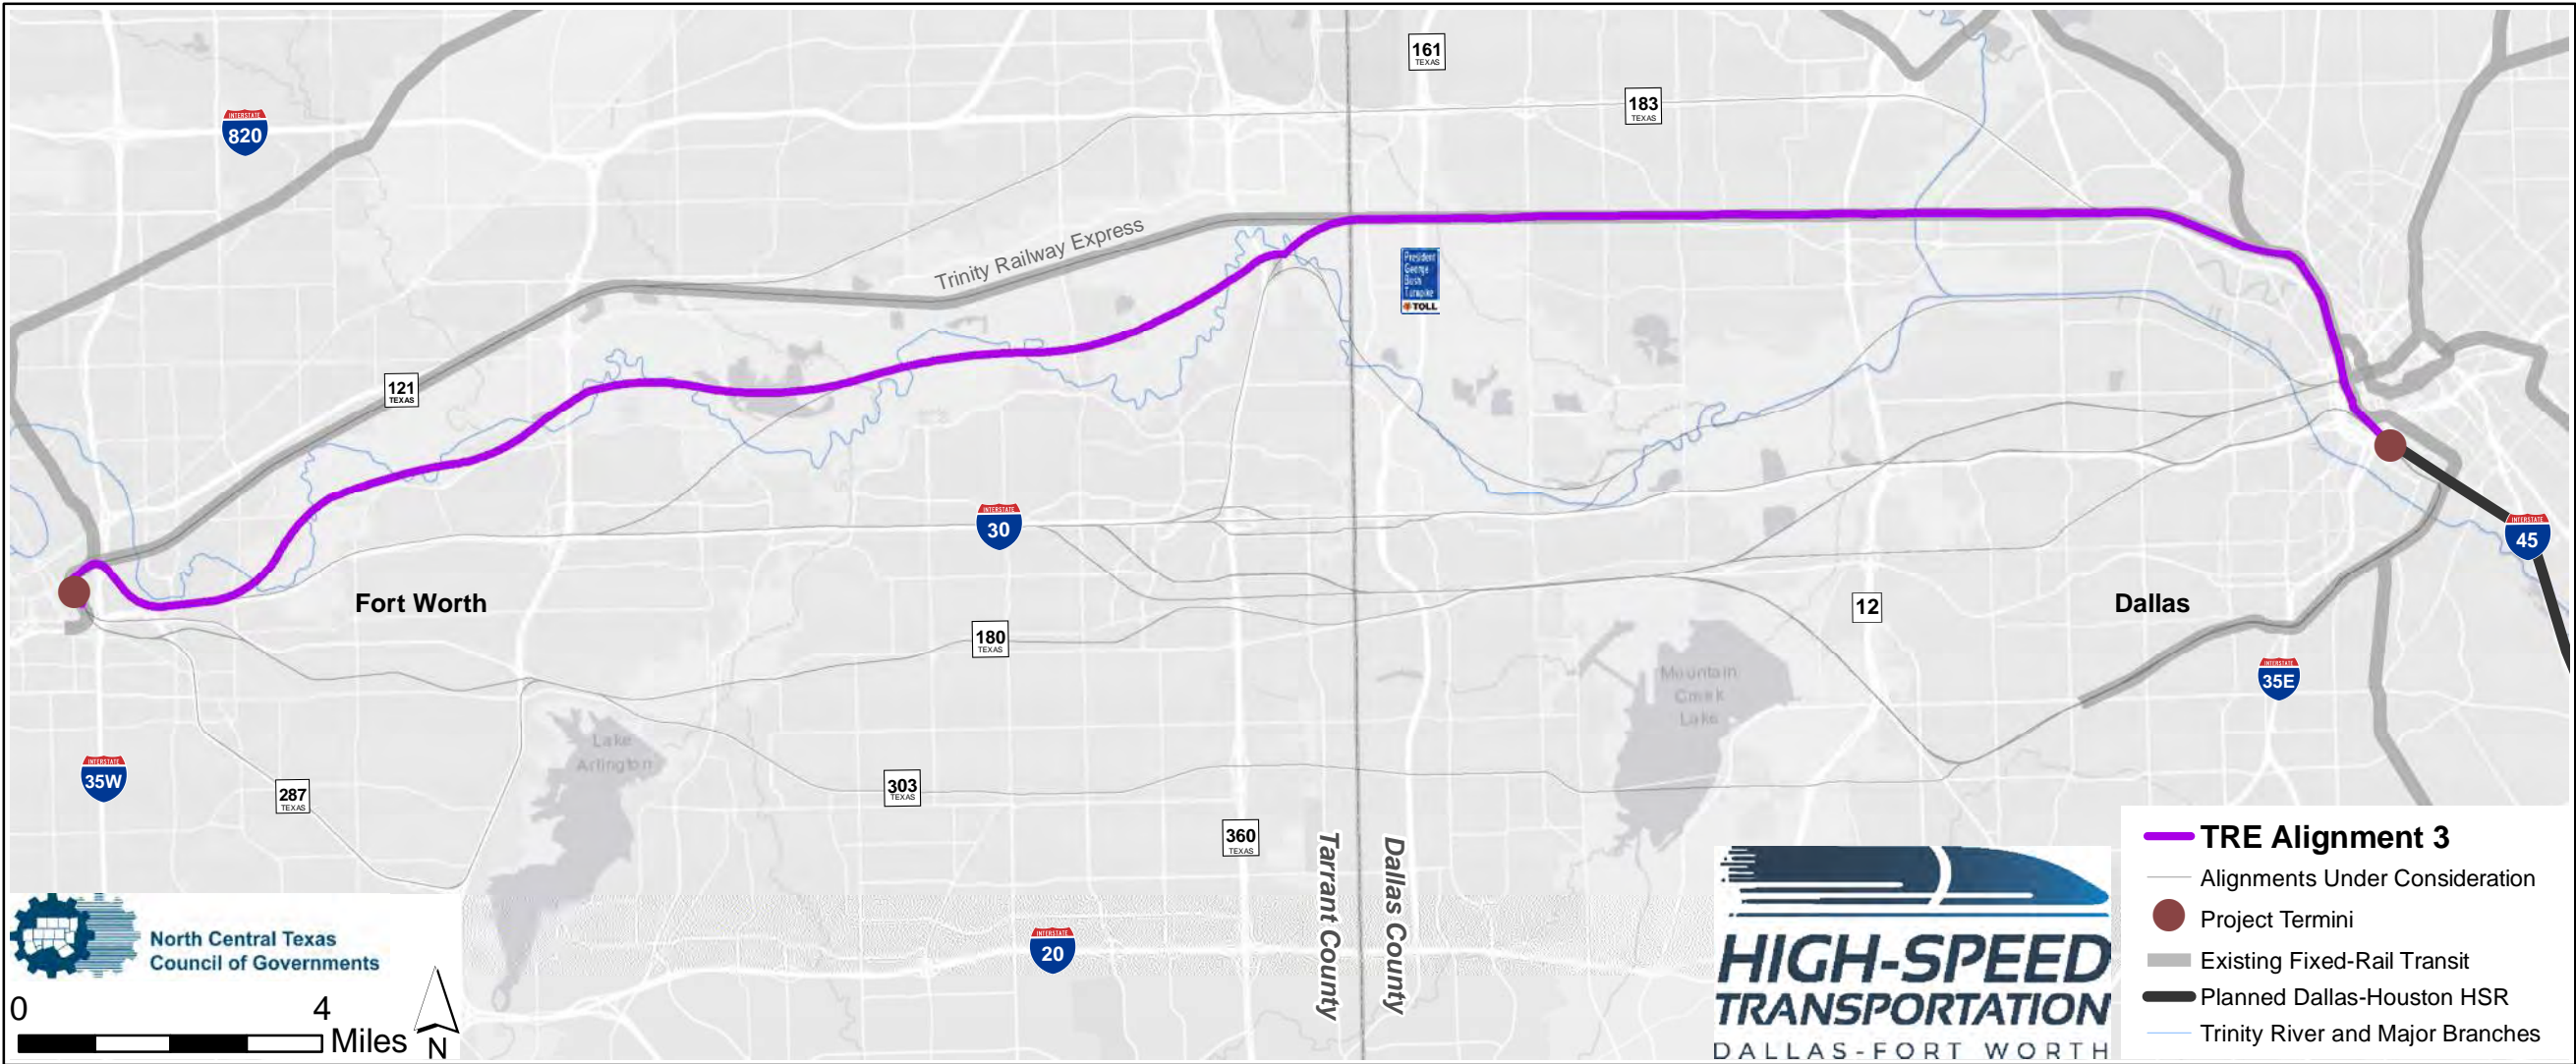 161
TEXAS
183
TEXAS
INTERSTATE
820
Trinity Railway Express
President
George
Bush
Turnpike
TOLL
121
TEXAS
INTERSTATE
30
INTERSTATE
45
Fort Worth
12
Dallas
180
TEXAS
Mountain
Creek
Lake
INTERSTATE
35E
Lake
Arlington
INTERSTATE
35W
287
TEXAS
303
TEXAS
360
TEXAS
Tarrant County
Dallas County
INTERSTATE
20
North Central Texas
Council of Governments
0 4
Miles
N
HIGH-SPEED
TRANSPORTATION
DALLAS-FORT WORTH
TRE Alignment 3
Alignments Under Consideration
Project Termini
Existing Fixed-Rail Transit
Planned Dallas-Houston HSR
Trinity River and Major Branches